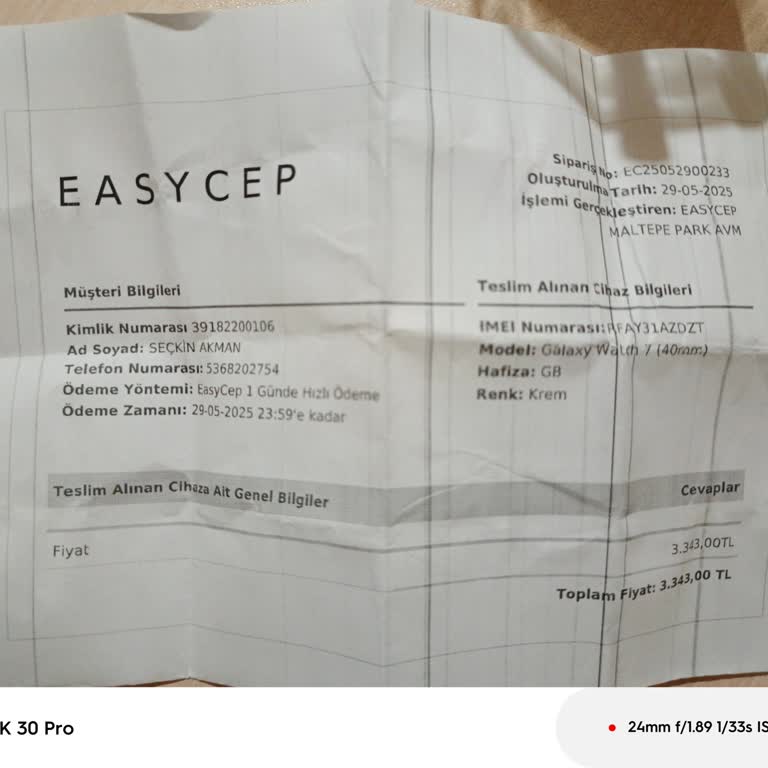 EASYCEP
Sipariş No: EC25052900233
Oluşturulma Tarih: 29-05-2025
İşlemi Gerçekleştiren: EASYCEP
MALTEPE PARK AVM
Müşteri Bilgileri
Kimlik Numarası 39182200106
Ad Soyad: SEÇKİN AKMAN
Telefon Numarası: 5368202754
Ödeme Yöntemi: EasyCep 1 Günde Hızlı Ödeme
Ödeme Zamanı: 29-05-2025 23:59'e kadar
Teslim Alınan Cihaz Bilgileri
IMEI Numarası: RFAY31AZDZT
Model: Galaxy Watch 7 (40mm)
Hafiza: GB
Renk: Krem
Teslim Alınan Cihaza Ait Genel Bilgiler
Cevaplar
Fiyat
3.343,00TL
Toplam Fiyat: 3.343,00 TL
K 30 Pro
24mm f/1.89 1/33s IS